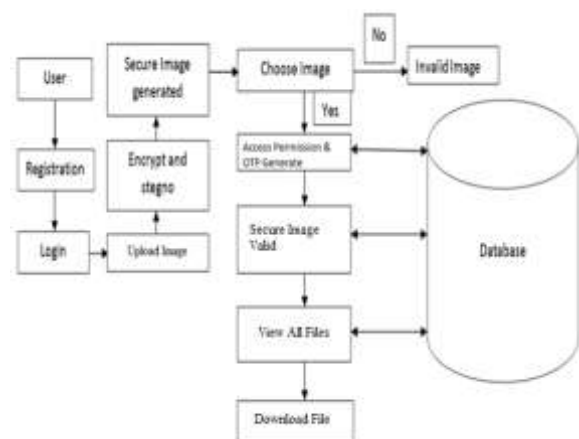 User
Registration
Login
Upload Image
Encrypt and
stegno
Secure Image
generated
Choose Image
No
Invalid Image
Yes
Access Permission &
OTP Generate
Secure Image
Valid
View All Files
Download File
Database